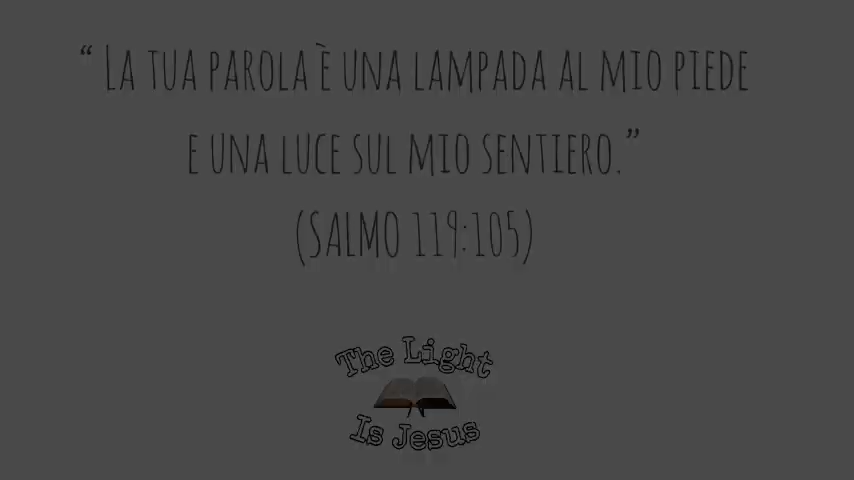 “ La tua parola è una lampada al mio piede
e una luce sul mio sentiero.”
(Salmo 119:105)
The Light
Is Jesus